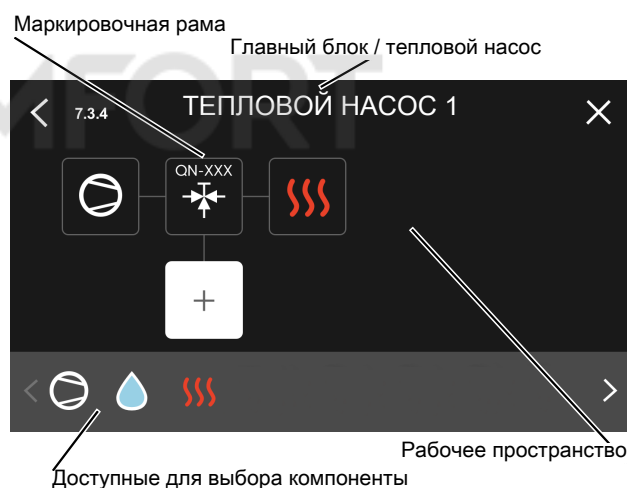 Маркировочная рама
Главный блок / тепловой насос
MFORT
7.3.4 ТЕПЛОВОЙ НАСОС 1
QN-XXX
Рабочее пространство
Доступные для выбора компоненты